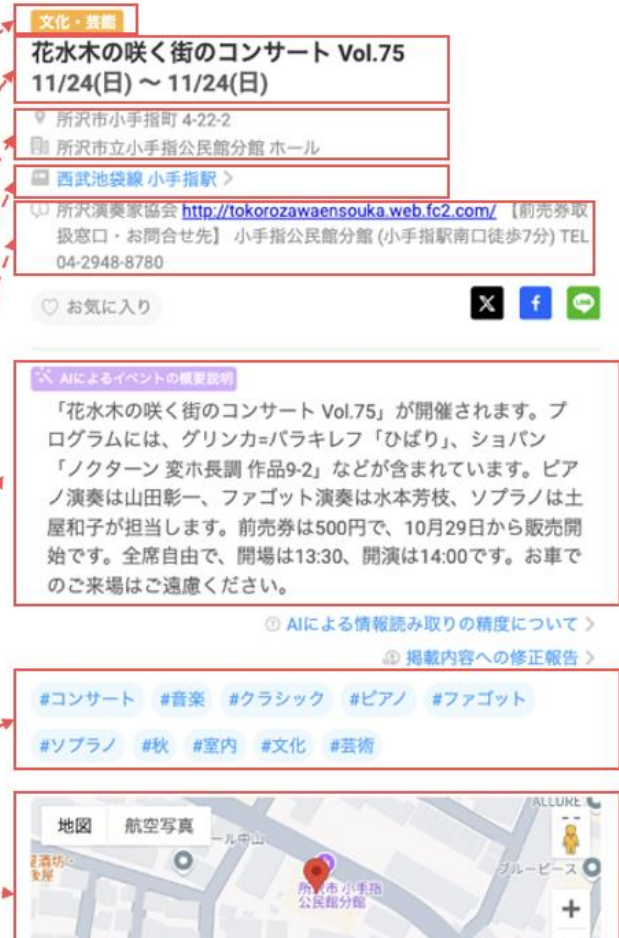 文化・芸能
花水木の咲く街のコンサート Vol.75
11/24(日) ～ 11/24(日)
所沢市小手指町 4-22-2
所沢市立小手指公民館分館 ホール
西武池袋線 小手指駅 >
所沢演奏家協会 http://tokorozawaensouka.web.fc2.com/ 【前売券取
扱窓口・お問合せ先】 小手指公民館分館 (小手指駅南口徒歩7分) TEL
04-2948-8780
♡ お気に入り
AIによるイベントの概要説明
「花水木の咲く街のコンサート Vol.75」が開催されます。プ
ログラムには、グリンカ=バラキレフ「ひばり」、ショパン
「ノクターン 変ホ長調 作品9-2」などが含まれています。ピア
ノ演奏は山田彰一、ファゴット演奏は水本芳枝、ソプラノは土
屋和子が担当します。前売券は500円で、10月29日から販売開
始です。全席自由で、開場は13:30、開演は14:00です。お車で
のご来場はご遠慮ください。
AIによる情報読み取りの精度について >
掲載内容への修正報告 >
#コンサート #音楽 #クラシック #ピアノ #ファゴット
#ソプラノ #秋 #室内 #文化 #芸術
ALLURE
地図 航空写真
ール中山
ブルーピース
所沢市 小手指
公民館分館
+